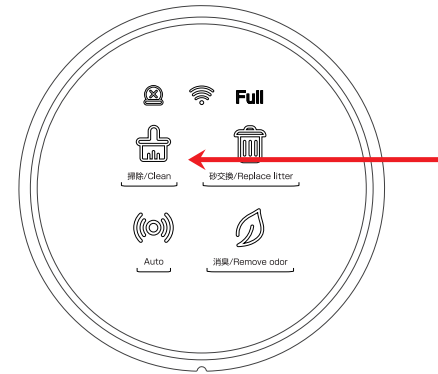 Full
掃除/Clean
砂交換/Replace litter
Auto
消臭/Remove odor